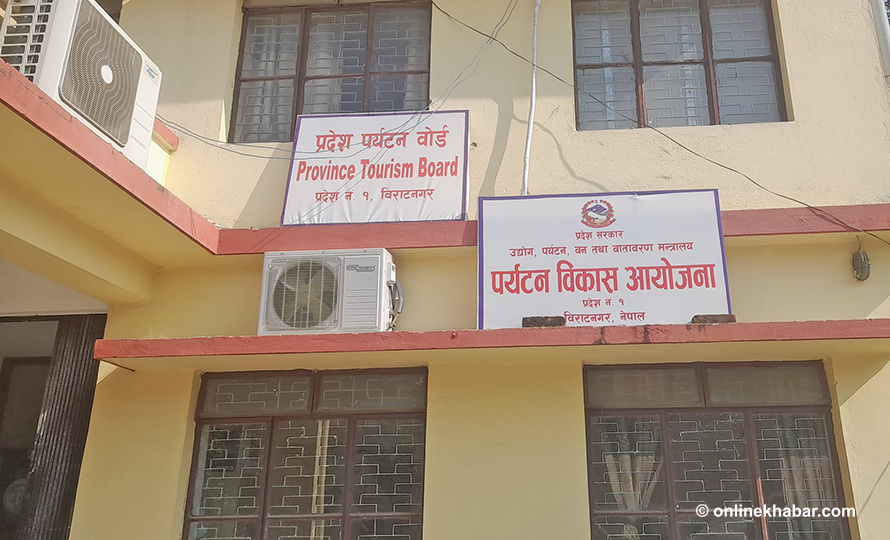 प्रदेश पर्यटन वोर्ड
Province Tourism Board
प्रदेश न. १, विराटनगर
प्रदेश सरकार
उद्योग, पर्यटन, वन तथा वातावरण मन्त्रालय
पर्यटन विकास आयोजना
प्रदेश न. १
विराटनगर, नेपाल
© onlinekhabar.com